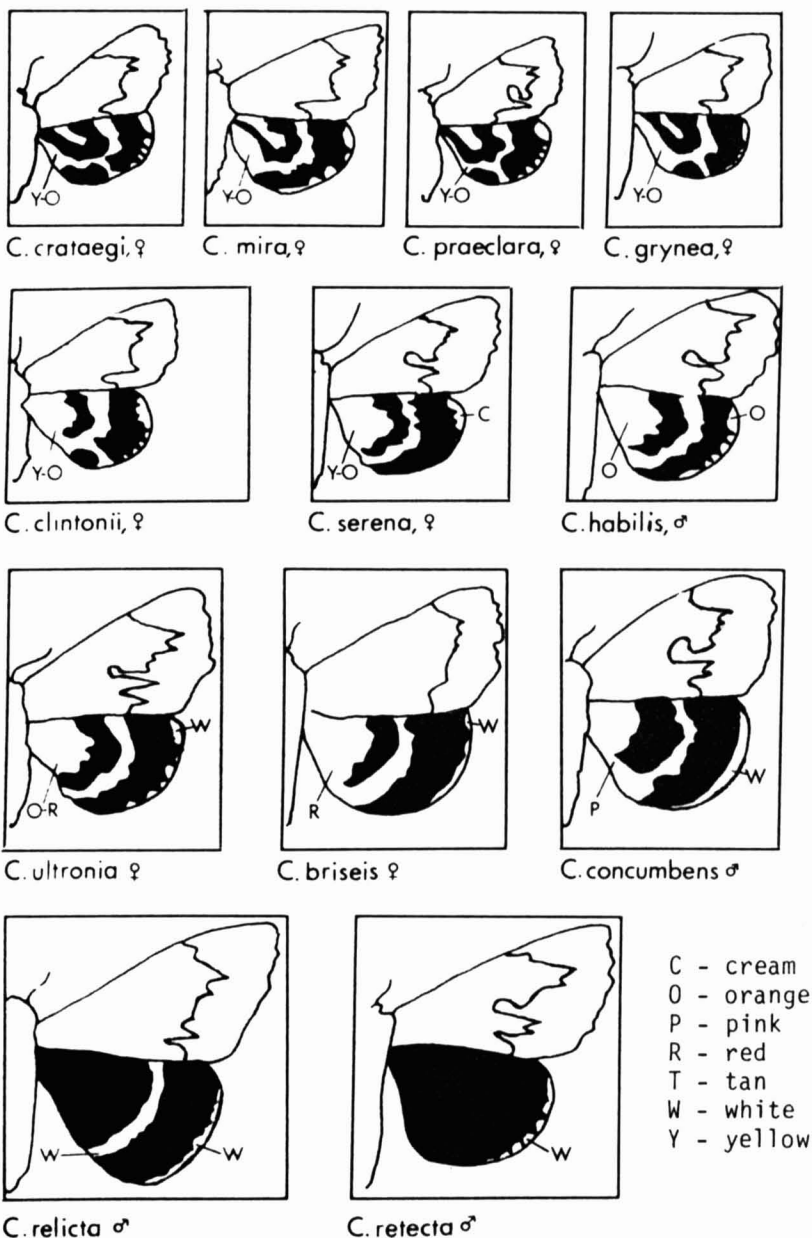 Y-O
Y-O
Y-O
Y-O
C. crataegi, ♀
C. mira, ♀
C. praeclara, ♀
C. grynea, ♀
Y-O
Y-O
C
O
O
C. clintonii, ♀
C. serena, ♀
C. habilis, ♂
O-R
W
R
W
P
W
C. ultronia ♀
C. briseis ♀
C. concumbens ♂
W
W
W
C - cream
O - orange
P - pink
R - red
T - tan
W - white
Y - yellow
C. relicta ♂
C. retecta ♂